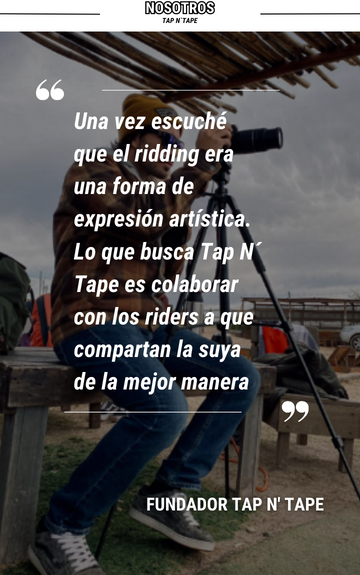 NOSOTROS
TAP N´TAPE
“
Una vez escuché
que el ridding era
una forma de
expresión artística.
Lo que busca Tap N´
Tape es colaborar
con los riders a que
compartan la suya
de la mejor manera
”
FUNDADOR TAP N' TAPE